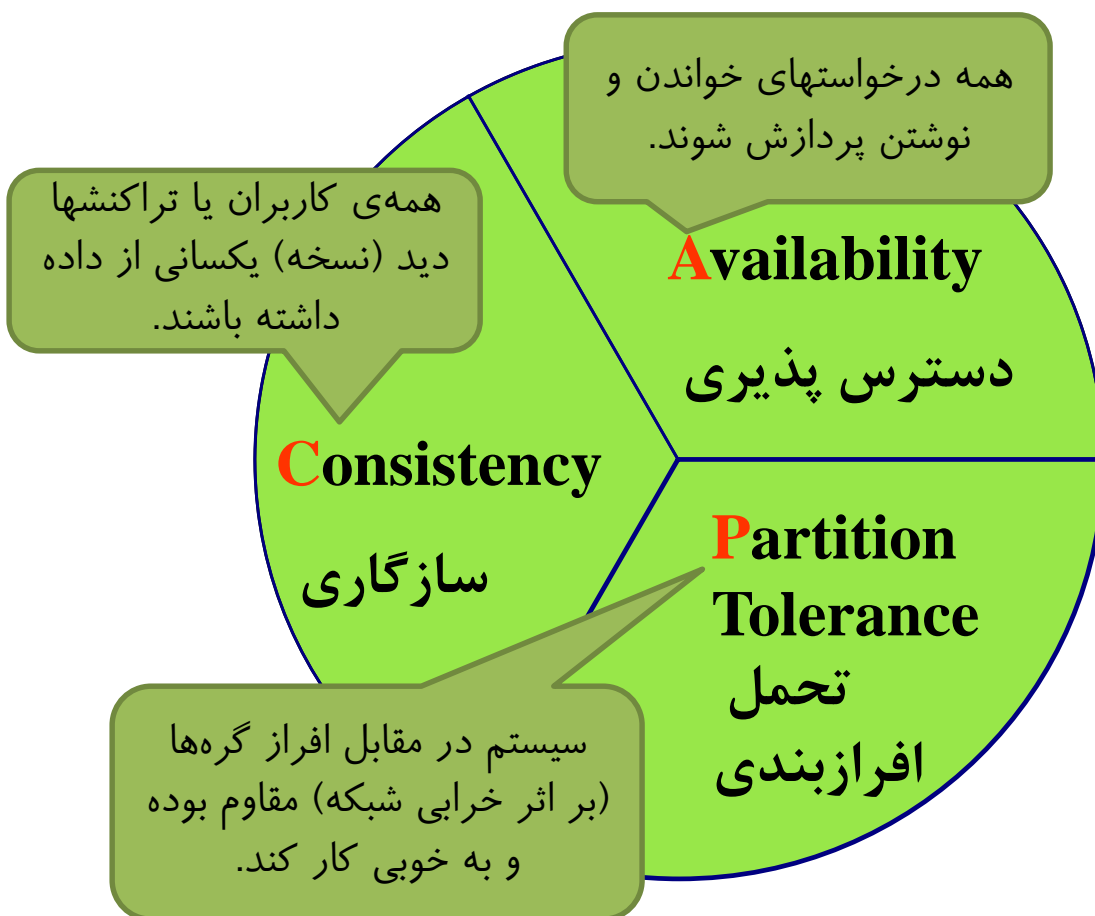 همه درخواستهای خواندن و
نوشتن پردازش شوند.
Availability
دسترس پذیری
همه‌ی کاربران یا تراکنشها
دید (نسخه) یکسانی از داده
داشته باشند.
Consistency
سازگاری
Partition
Tolerance
تحمل
افرازبندی
سیستم در مقابل افراز گره‌ها
(بر اثر خرابی شبکه) مقاوم بوده
و به خوبی کار کند.